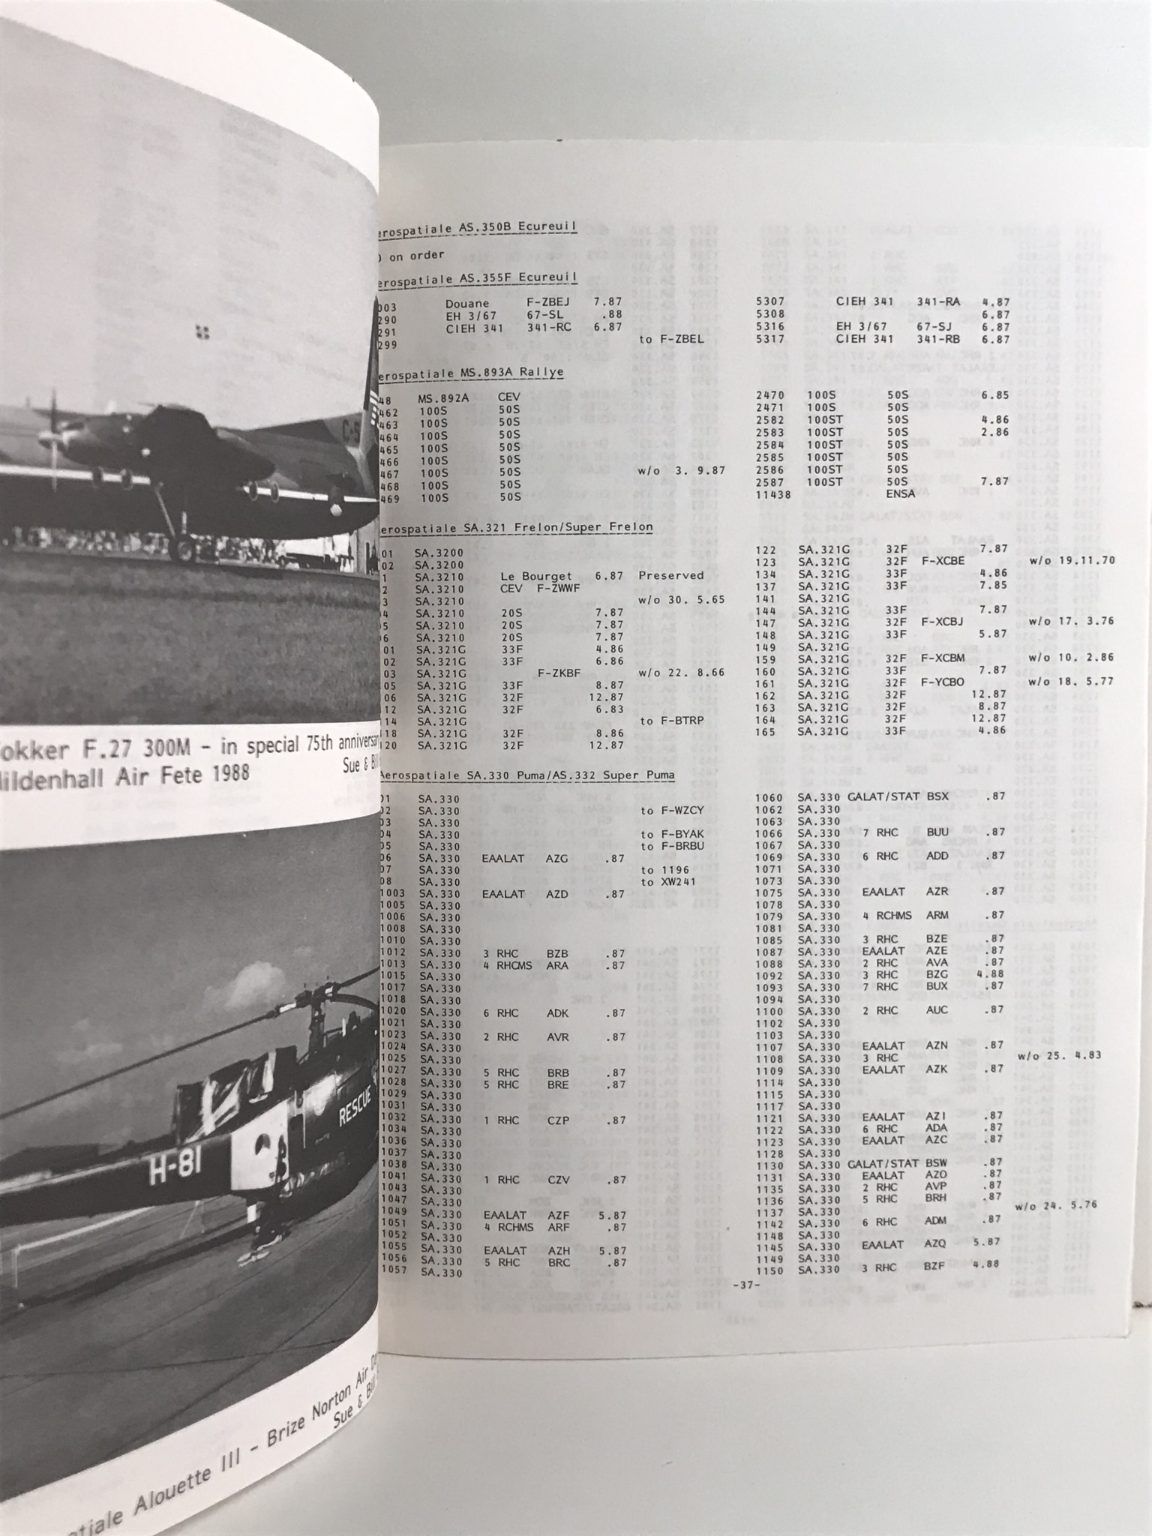 C-5
okker F.27 300M - in special 75th anniversar
ildenhall Air Fete 1988
Sue & Bi
RESCUE
H-81
tiale Alouette III - Brize Norton Air
Sue & Bil
erospatiale AS.350B Ecureuil
) on order
erospatiale AS.355F Ecureuil
003 Douane F-ZBEJ 7.87
290 EH 3/67 67-SL .88
291 CIEH 341 341-RC 6.87
299 to F-ZBEL
5307 CIEH 341 341-RA 4.87
5308 6.87
5316 EH 3/67 67-SJ 6.87
5317 CIEH 341 341-RB 6.87
erospatiale MS.893A Rallye
48 MS.892A CEV
462 100S 50S
463 100S 50S
464 100S 50S
465 100S 50S
466 100S 50S
467 100S 50S w/o 3. 9.87
468 100S 50S
469 100S 50S
2470 100S 50S 6.85
2471 100S 50S
2582 100ST 50S 4.86
2583 100ST 50S 2.86
2584 100ST 50S
2585 100ST 50S
2586 100ST 50S
2587 100ST 50S 7.87
11438 ENSA
erospatiale SA.321 Frelon/Super Frelon
01 SA.3200
02 SA.3200
1 SA.3210 Le Bourget 6.87 Preserved
2 SA.3210 CEV F-ZWWF
3 SA.3210 w/o 30. 5.65
4 SA.3210 20S 7.87
5 SA.3210 20S 7.87
6 SA.3210 20S 7.87
01 SA.321G 33F 4.86
02 SA.321G 33F 6.86
03 SA.321G F-ZKBF w/o 22. 8.66
05 SA.321G 33F 8.87
06 SA.321G 32F 12.87
12 SA.321G 32F 6.83
14 SA.321G to F-BTRP
18 SA.321G 32F 8.86
20 SA.321G 32F 12.87
122 SA.321G 32F 7.87
123 SA.321G 32F F-XCBE w/o 19.11.70
134 SA.321G 33F 4.86
137 SA.321G 33F 7.85
141 SA.321G
144 SA.321G 33F 7.87
147 SA.321G 32F F-XCBJ w/o 17. 3.76
148 SA.321G 33F 5.87
149 SA.321G
159 SA.321G 32F F-XCBM w/o 10. 2.86
160 SA.321G 33F 7.87
161 SA.321G 32F F-YCBO w/o 18. 5.77
162 SA.321G 32F 12.87
163 SA.321G 32F 8.87
164 SA.321G 32F 12.87
165 SA.321G 33F 4.86
Aerospatiale SA.330 Puma/AS.332 Super Puma
01 SA.330
02 SA.330 to F-WZCY
03 SA.330
04 SA.330 to F-BYAK
05 SA.330 to F-BRBU
06 SA.330 EAALAT AZG .87
07 SA.330 to 1196
08 SA.330 to XW241
1003 SA.330 EAALAT AZD .87
1005 SA.330
1006 SA.330
1008 SA.330
1010 SA.330
1012 SA.330 3 RHC BZB .87
1013 SA.330 4 RHCMS ARA .87
1015 SA.330
1017 SA.330
1018 SA.330
1020 SA.330 6 RHC ADK .87
1021 SA.330
1023 SA.330 2 RHC AVR .87
1024 SA.330
1025 SA.330
1027 SA.330 5 RHC BRB .87
1028 SA.330 5 RHC BRE .87
1029 SA.330
1031 SA.330
1032 SA.330 1 RHC CZP .87
1034 SA.330
1036 SA.330
1037 SA.330
1038 SA.330
1041 SA.330 1 RHC CZV .87
1043 SA.330
1047 SA.330
1049 SA.330 EAALAT AZF 5.87
1051 SA.330 4 RCHMS ARF .87
1052 SA.330
1055 SA.330 EAALAT AZH 5.87
1056 SA.330 5 RHC BRC .87
1057 SA.330
1060 SA.330 GALAT/STAT BSX .87
1062 SA.330
1063 SA.330
1066 SA.330 7 RHC BUU .87
1067 SA.330
1069 SA.330 6 RHC ADD .87
1071 SA.330
1073 SA.330
1075 SA.330 EAALAT AZR .87
1078 SA.330
1079 SA.330 4 RCHMS ARM .87
1081 SA.330
1085 SA.330 3 RHC BZE .87
1087 SA.330 EAALAT AZE .87
1088 SA.330 2 RHC AVA .87
1092 SA.330 3 RHC BZG 4.88
1093 SA.330 7 RHC BUX .87
1094 SA.330
1100 SA.330 2 RHC AUC .87
1102 SA.330
1103 SA.330
1107 SA.330 EAALAT AZN .87
1108 SA.330 3 RHC w/o 25. 4.83
1109 SA.330 EAALAT AZK .87
1114 SA.330
1115 SA.330
1117 SA.330
1121 SA.330 EAALAT AZI .87
1122 SA.330 6 RHC ADA .87
1123 SA.330 EAALAT AZC .87
1128 SA.330
1130 SA.330 GALAT/STAT BSW .87
1131 SA.330 EAALAT AZO .87
1135 SA.330 2 RHC AVP .87
1136 SA.330 5 RHC BRH .87
1137 SA.330 w/o 24. 5.76
1142 SA.330 6 RHC ADM .87
1148 SA.330
1145 SA.330 EAALAT AZQ 5.87
1149 SA.330
1150 SA.330 3 RHC BZF 4.88
-37-